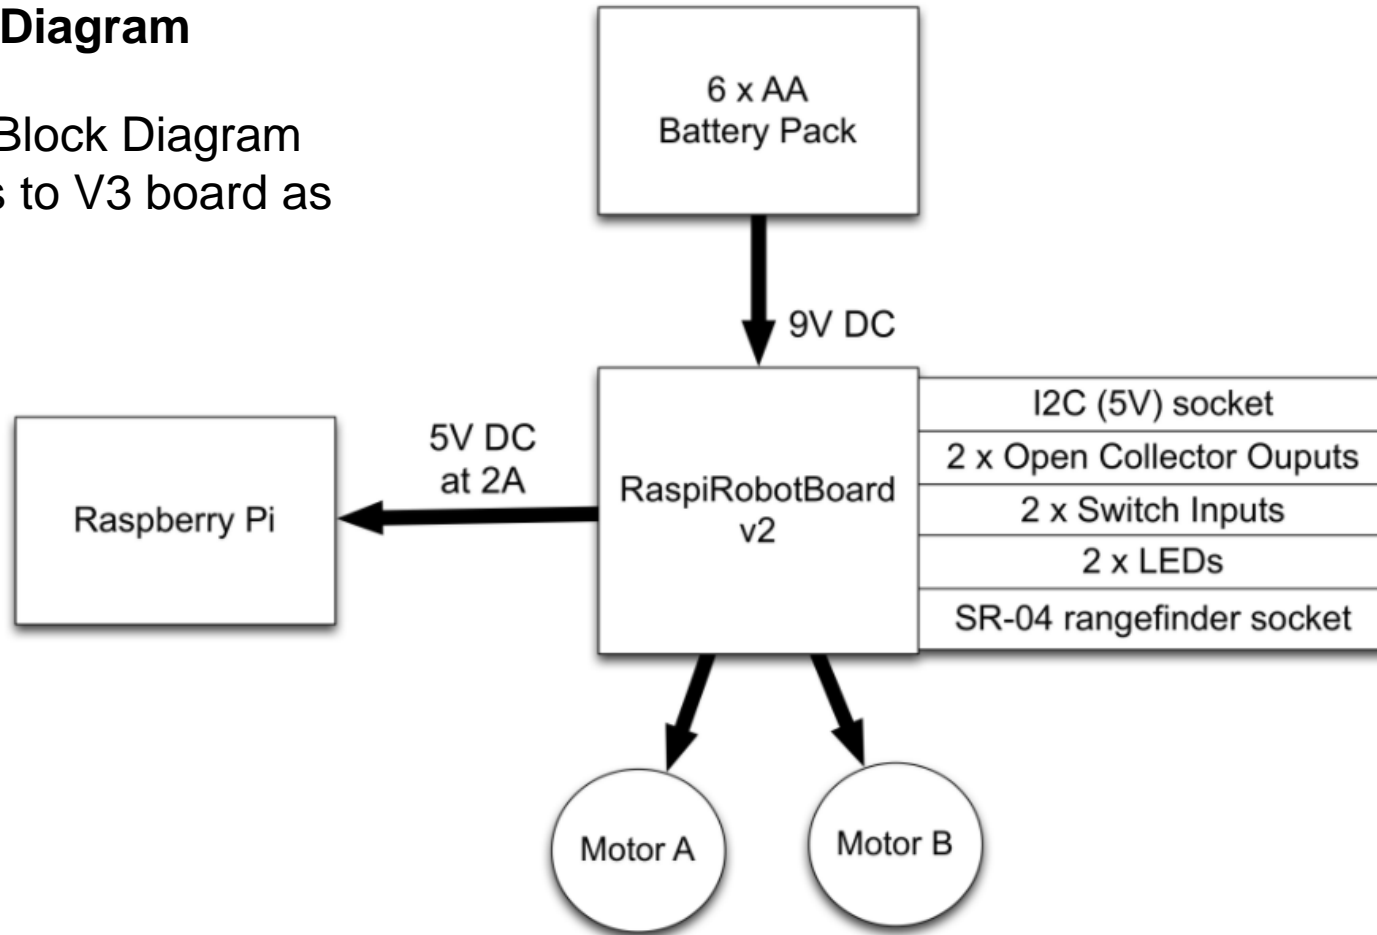 Diagram
Block Diagram
s to V3 board as
6 x AA
Battery Pack
9V DC
5V DC
at 2A
Raspberry Pi
RaspiRobotBoard
v2
I2C (5V) socket
2 x Open Collector Ouputs
2 x Switch Inputs
2 x LEDs
SR-04 rangefinder socket
Motor A
Motor B